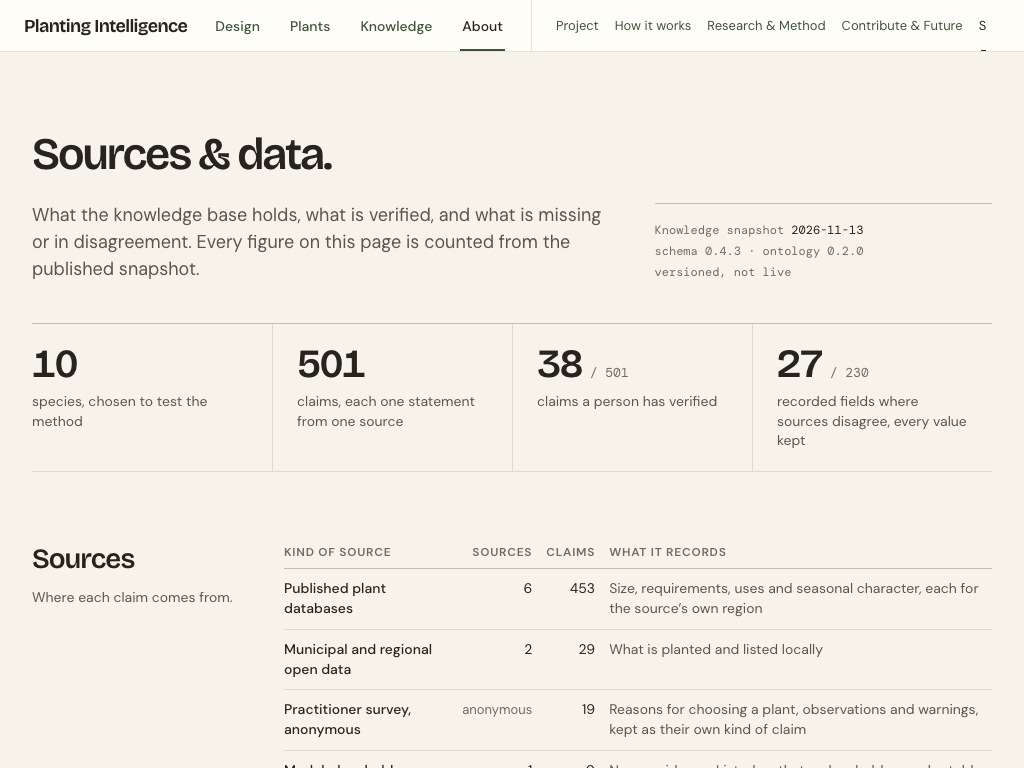 Planting Intelligence Design Plants Knowledge About Project How it works Research & Method Contribute & Future S
Sources & data.
What the knowledge base holds, what is verified, and what is missing
or in disagreement. Every figure on this page is counted from the
published snapshot.
Knowledge snapshot 2026-11-13
schema 0.4.3 · ontology 0.2.0
versioned, not live
10
species, chosen to test the
method
501
claims, each one statement
from one source
38 / 501
claims a person has verified
27 / 230
recorded fields where
sources disagree, every value
kept
Sources
Where each claim comes from.
KIND OF SOURCE SOURCES CLAIMS WHAT IT RECORDS
Published plant
databases
6 453
Size, requirements, uses and seasonal character, each for
the source’s own region
Municipal and regional
open data
2 29
What is planted and listed locally
Practitioner survey,
anonymous
anonymous 19
Reasons for choosing a plant, observations and warnings,
kept as their own kind of claim